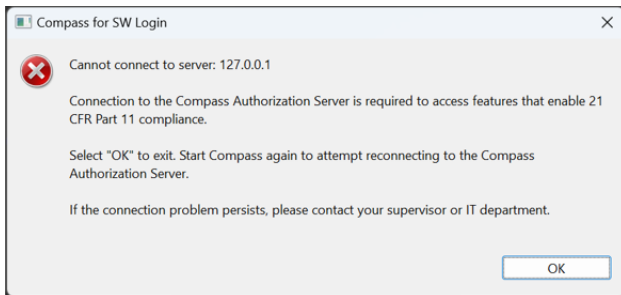 Compass for SW Login
Cannot connect to server: 127.0.0.1
Connection to the Compass Authorization Server is required to access features that enable 21
CFR Part 11 compliance.
Select "OK" to exit. Start Compass again to attempt reconnecting to the Compass
Authorization Server.
If the connection problem persists, please contact your supervisor or IT department.
OK